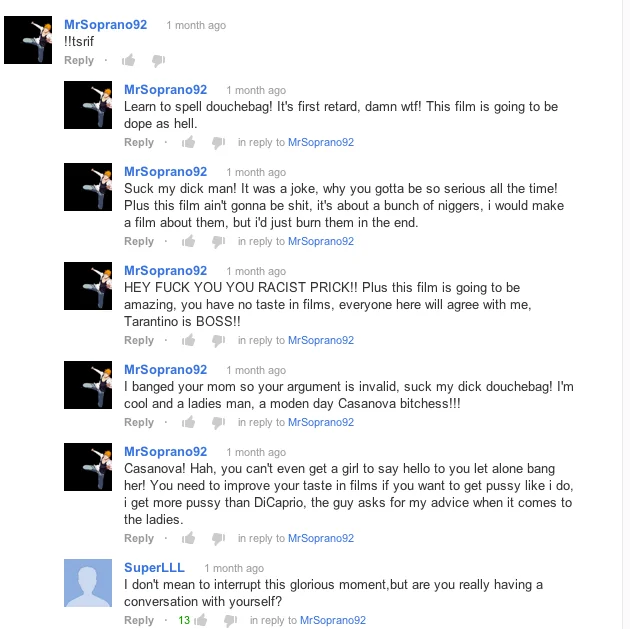 MrSoprano92 1 month ago
!!tsrif
Reply ·
MrSoprano92 1 month ago
Learn to spell douchebag! It's first retard, damn wtf! This film is going to be
dope as hell.
Reply · in reply to MrSoprano92
MrSoprano92 1 month ago
Suck my dick man! It was a joke, why you gotta be so serious all the time!
Plus this film ain't gonna be shit, it's about a bunch of niggers, i would make
a film about them, but i'd just burn them in the end.
Reply · in reply to MrSoprano92
MrSoprano92 1 month ago
HEY FUCK YOU YOU RACIST PRICK!! Plus this film is going to be
amazing, you have no taste in films, everyone here will agree with me,
Tarantino is BOSS!!
Reply · in reply to MrSoprano92
MrSoprano92 1 month ago
I banged your mom so your argument is invalid, suck my dick douchebag! I'm
cool and a ladies man, a moden day Casanova bitchess!!!
Reply · in reply to MrSoprano92
MrSoprano92 1 month ago
Casanova! Hah, you can't even get a girl to say hello to you let alone bang
her! You need to improve your taste in films if you want to get pussy like i do,
i get more pussy than DiCaprio, the guy asks for my advice when it comes to
the ladies.
Reply · in reply to MrSoprano92
SuperLLL 1 month ago
I don't mean to interrupt this glorious moment,but are you really having a
conversation with yourself?
Reply · 13 in reply to MrSoprano92